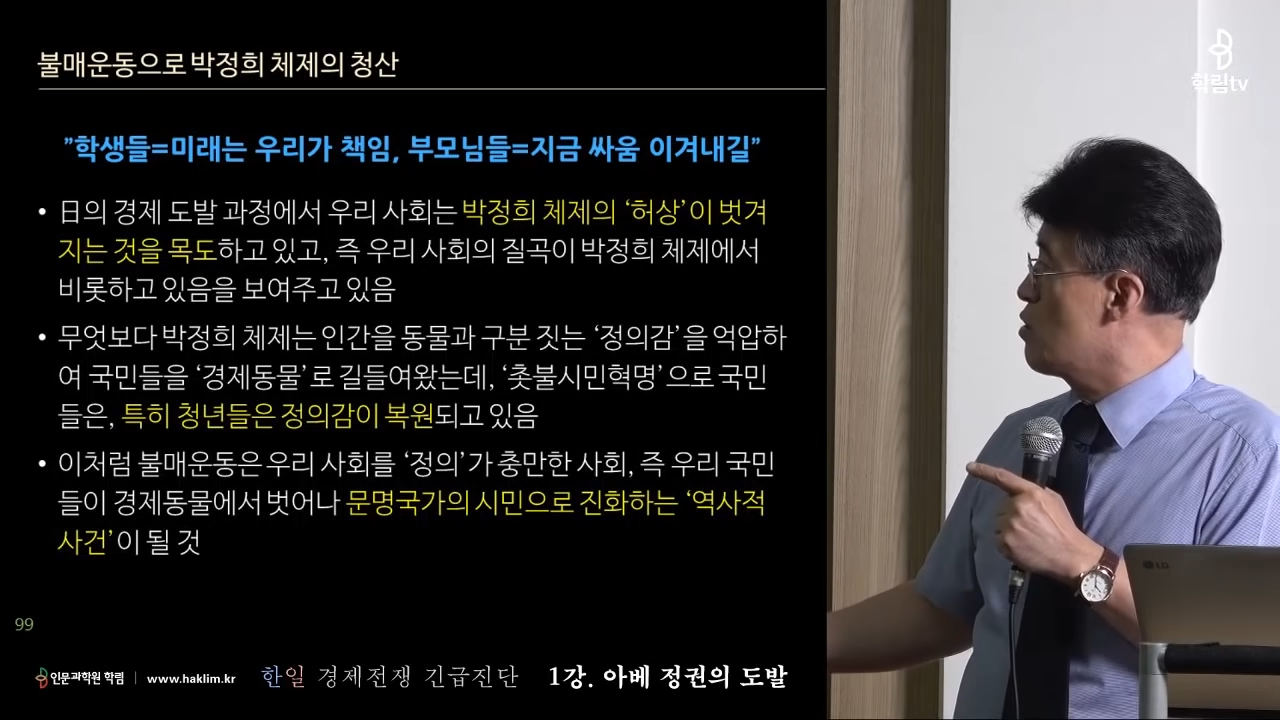 불매운동으로 박정희 체제의 청산
학림tv
”학생들=미래는 우리가 책임, 부모님들=지금 싸움 이겨내길”
• 日의 경제 도발 과정에서 우리 사회는 박정희 체제의 ‘허상’이 벗겨
지는 것을 목도하고 있고, 즉 우리 사회의 질곡이 박정희 체제에서
비롯하고 있음을 보여주고 있음
• 무엇보다 박정희 체제는 인간을 동물과 구분 짓는 ‘정의감’을 억압하
여 국민들을 ‘경제동물’로 길들여왔는데, ‘촛불시민혁명’으로 국민
들은, 특히 청년들은 정의감이 복원되고 있음
• 이처럼 불매운동은 우리 사회를 ‘정의’가 충만한 사회, 즉 우리 국민
들이 경제동물에서 벗어나 문명국가의 시민으로 진화하는 ‘역사적
사건’이 될 것
LG
99
인문과학원 학림 | www.haklim.kr 한일 경제전쟁 긴급진단 1강. 아베 정권의 도발